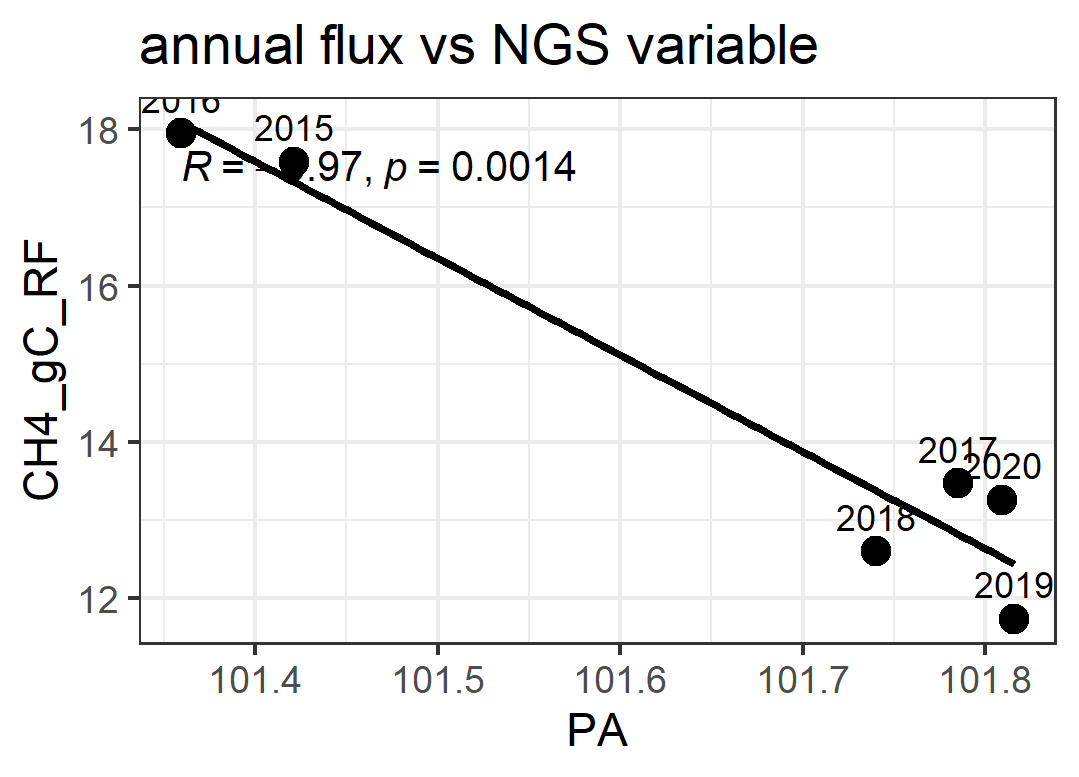 annual flux vs NGS variable
2016
2015
R = .97, p = 0.0014
18
16
14
12
CH4_gC_RF
2017
2020
2018
2019
101.4 101.5 101.6 101.7 101.8
PA